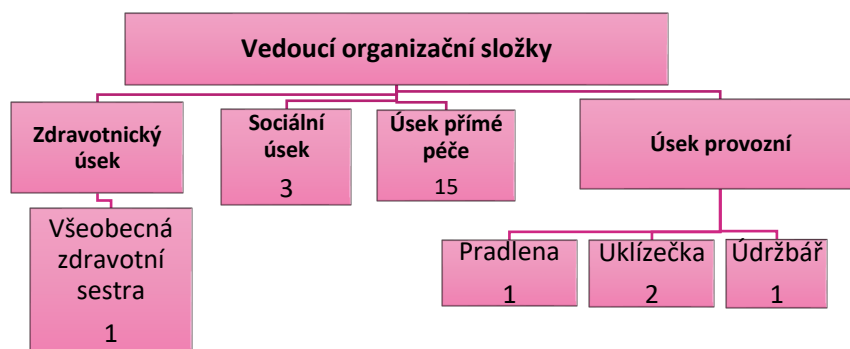 Vedoucí organizační složky
Zdravotnický
úsek
Sociální
úsek
3
Úsek přímé
péče
15
Úsek provozní
Všeobecná
zdravotní
sestra
1
Pradlena
1
Uklízečka
2
Údržbář
1